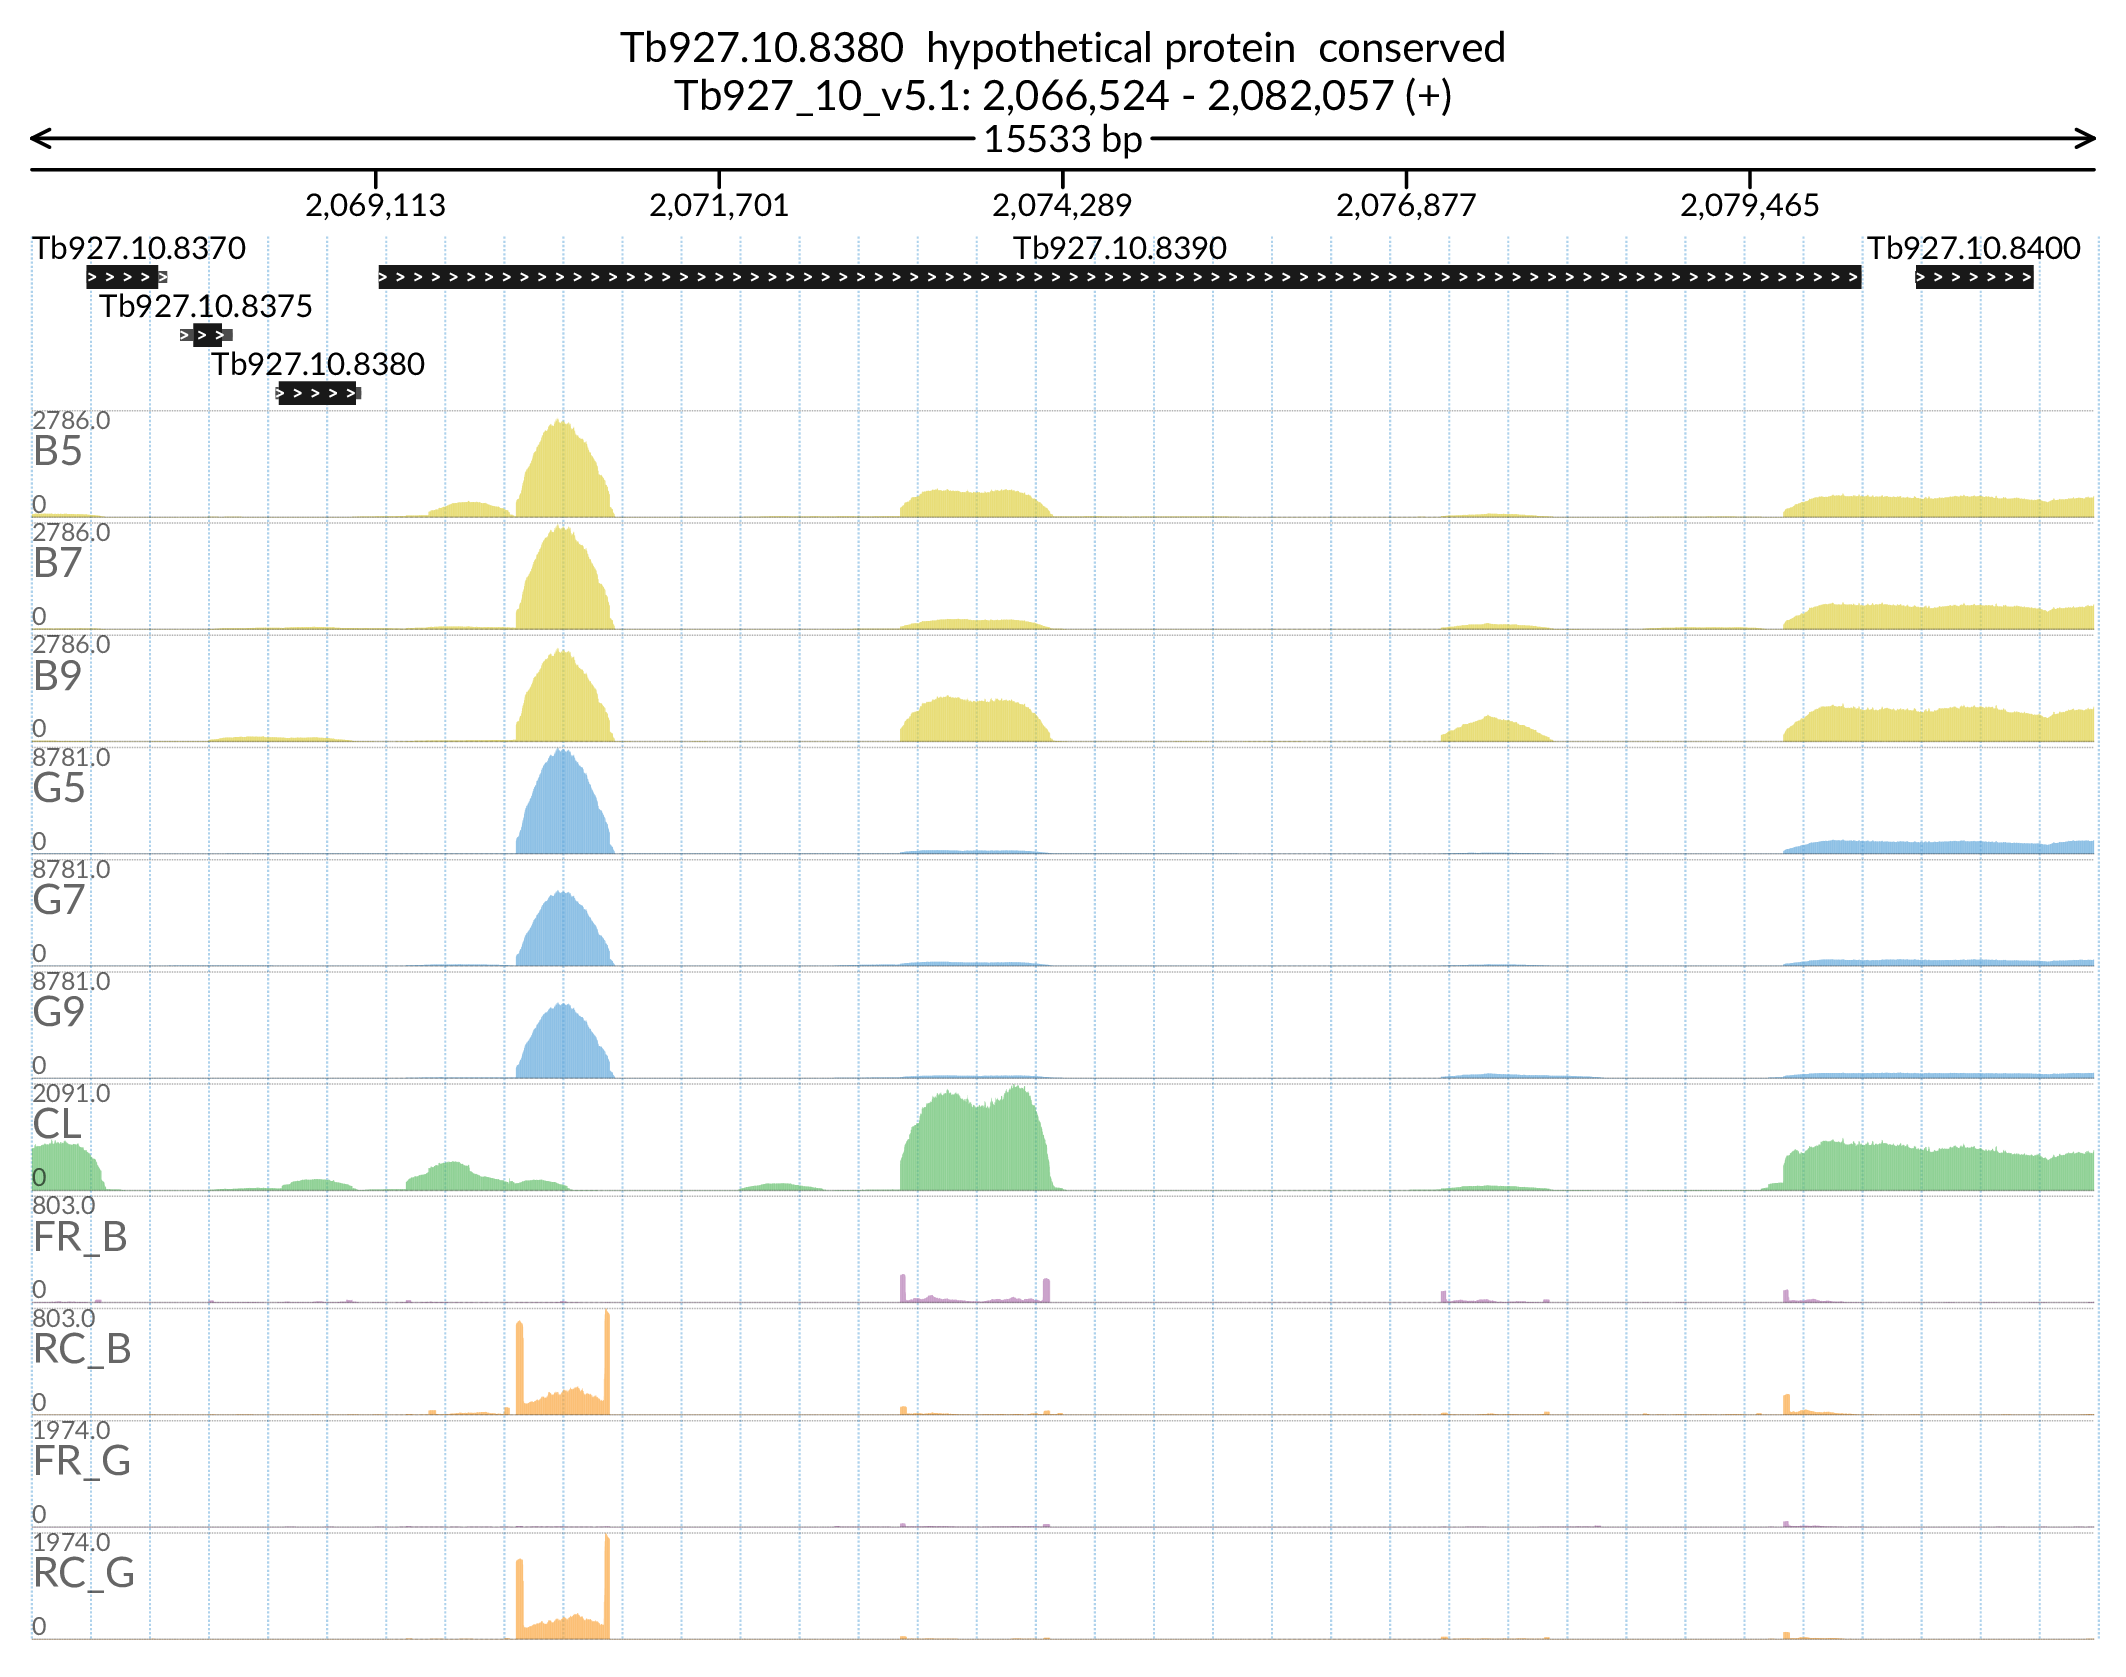 Tb927.10.8380  hypothetical protein  conserved
Tb927_10_v5.1: 2,066,524 - 2,082,057 (+)
15533 bp
2,069,113 2,071,701 2,074,289 2,076,877 2,079,465
Tb927.10.8370 Tb927.10.8390 Tb927.10.8400
Tb927.10.8375
Tb927.10.8380
2786.0
B5
0
2786.0
B7
0
2786.0
B9
0
8781.0
G5
0
8781.0
G7
0
8781.0
G9
0
2091.0
CL
0
803.0
FR_B
0
803.0
RC_B
0
1974.0
FR_G
0
1974.0
RC_G
0